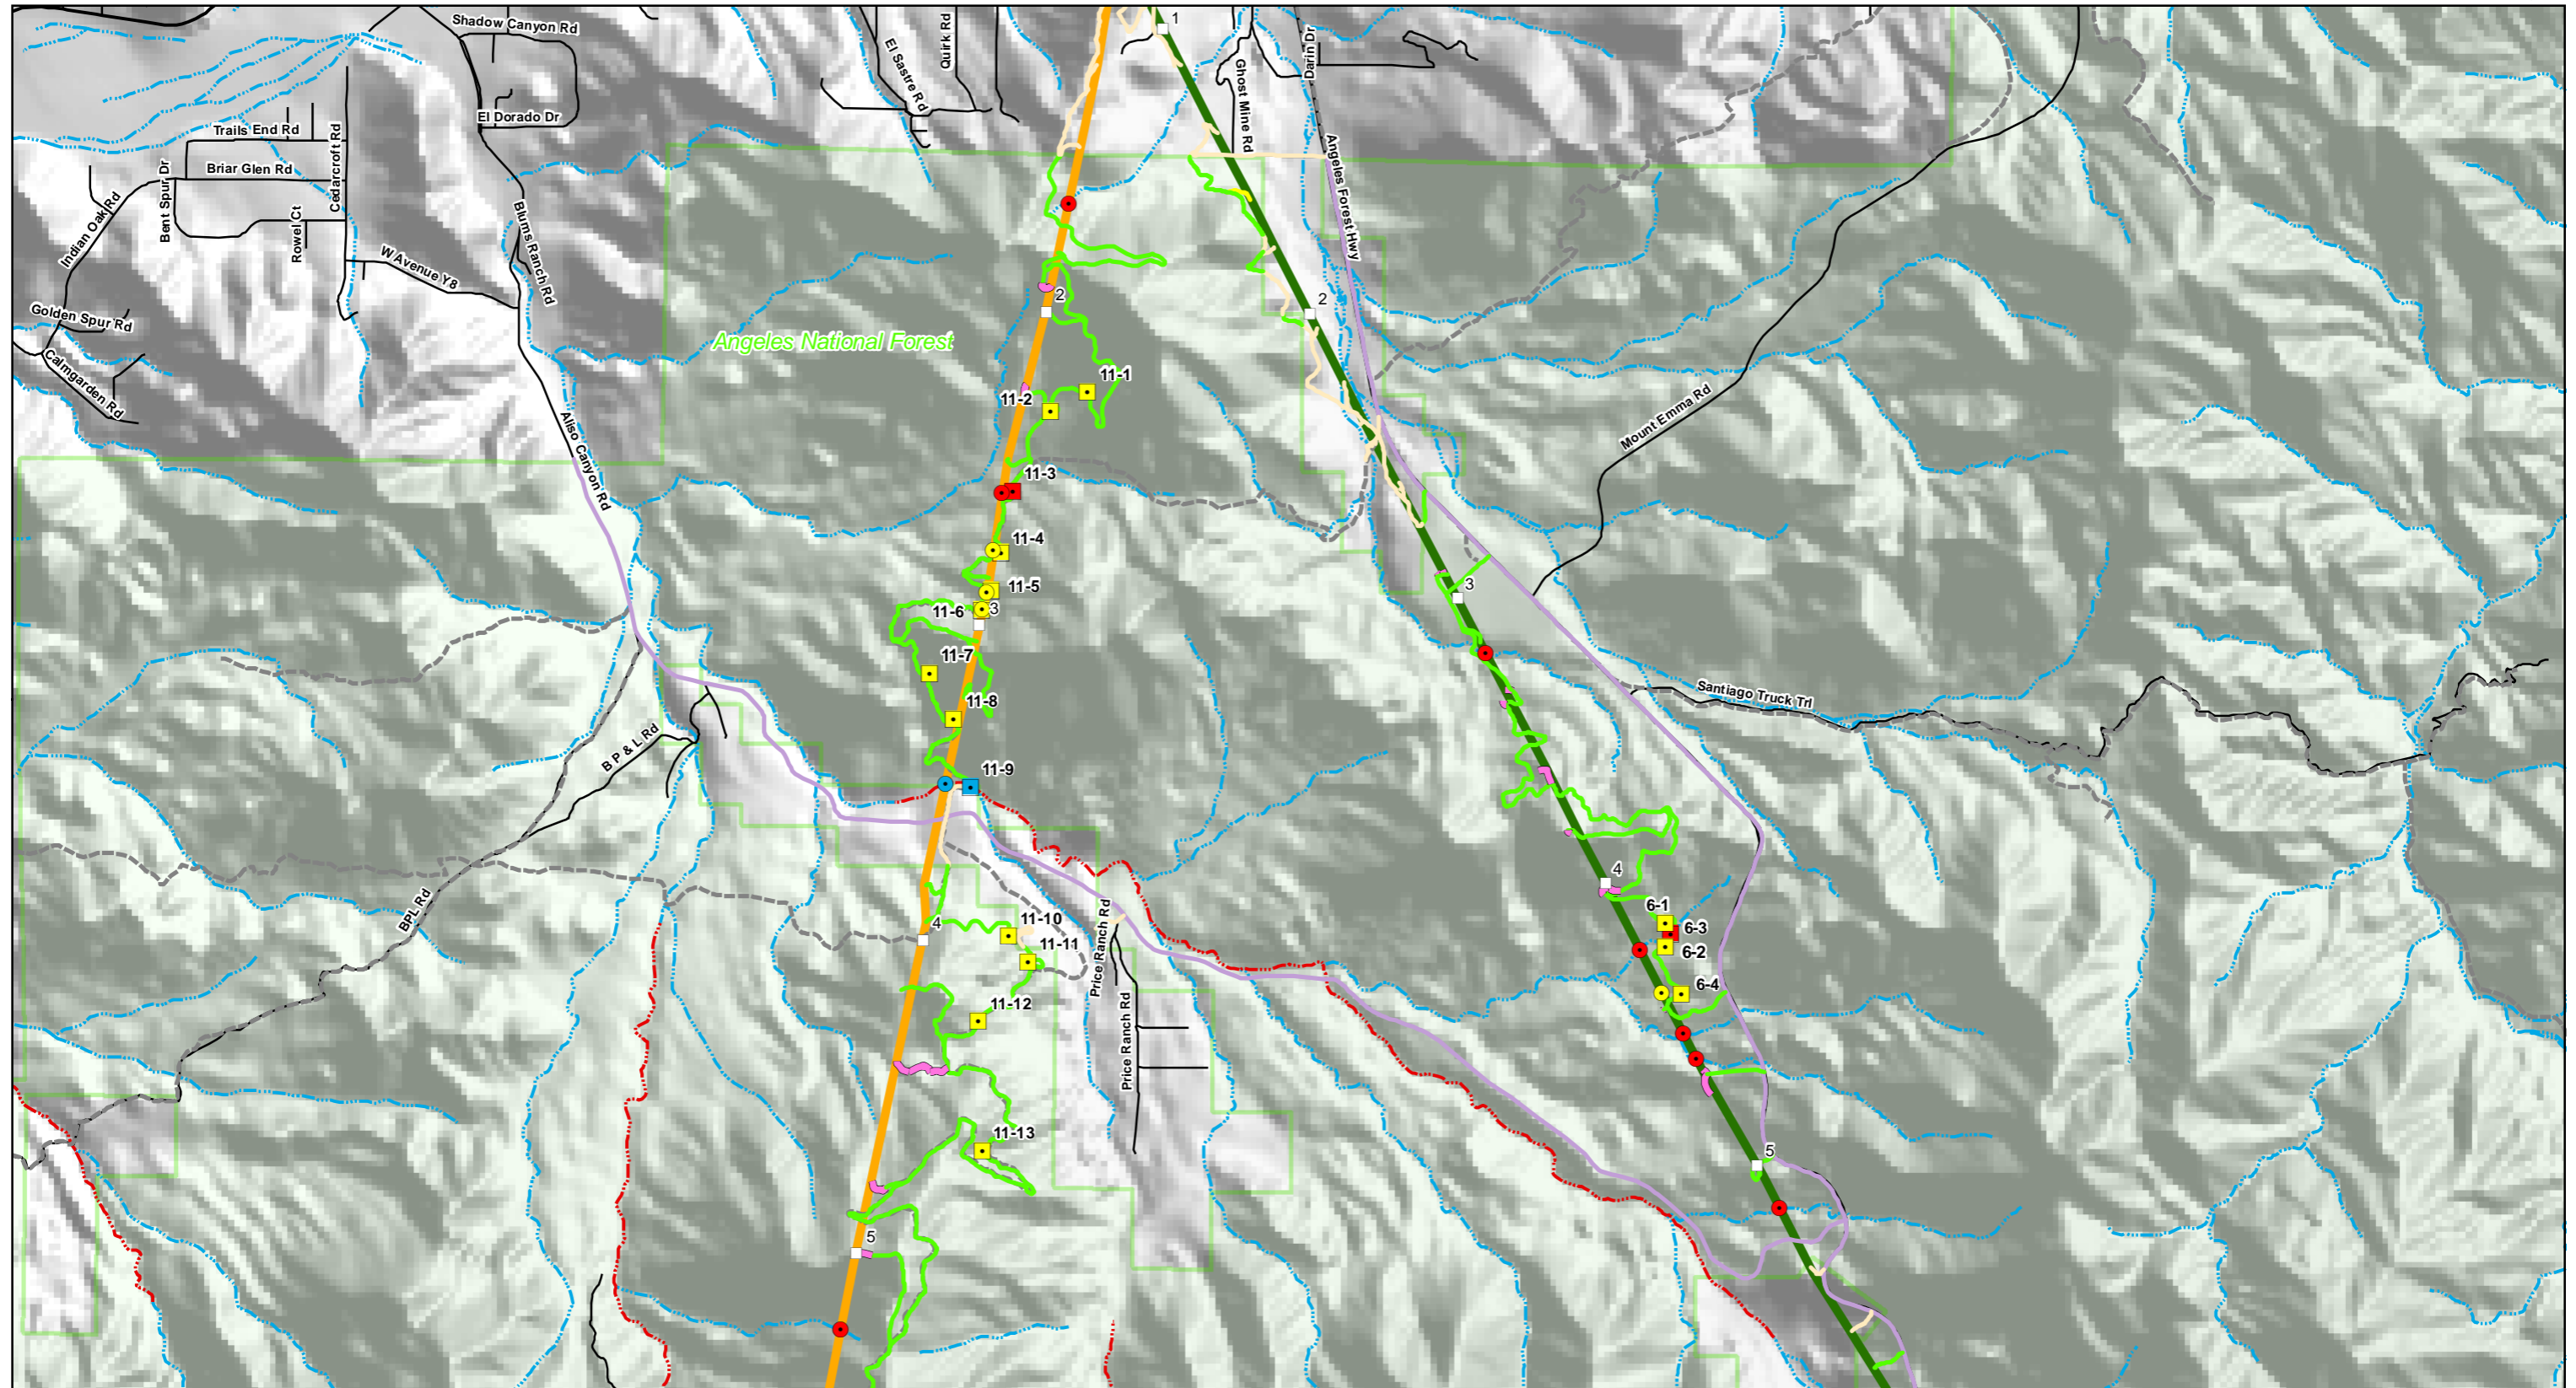 Shadow Canyon Rd
El Sastre Rd
Quirk Rd
1
Ghost Mine Rd
Darin Dr
El Dorado Dr
Trails End Rd
Cedarcroft Rd
Briar Glen Rd
Bent Spur Dr
Indian Oak Rd
Rowel Ct
W Avenue Y8
Blums Ranch Rd
Angeles Forest Hwy
Golden Spur Rd
2
2
Angeles National Forest
Calmgarden Rd
11-1
11-2
Mount Emma Rd
Aliso Canyon Rd
11-3
11-4
11-5
3
11-6
3
11-7
11-8
Santiago Truck Trl
B P & L Rd
11-9
4
BPL Rd
6-1
11-10
4
6-3
11-11
6-2
Price Ranch Rd
6-4
11-12
Price Ranch Rd
11-13
5
5